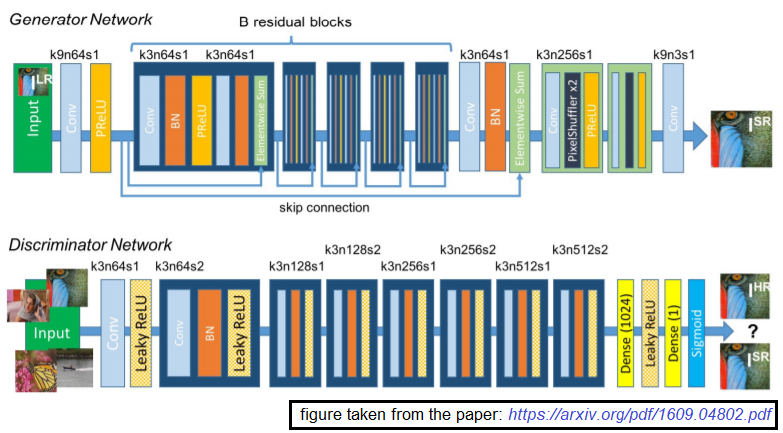 Generator Network
B residual blocks
k9n64s1
k3n64s1
k3n64s1
k3n64s1
k3n256s1
k9n3s1
I LR
Input
Conv
PReLU
Conv
BN
PReLU
Elementwise Sum
Conv
BN
Elementwise Sum
Conv
PixelShuffler x2
PReLU
Conv
I SR
skip connection
Discriminator Network
k3n64s1
k3n64s2
k3n128s1
k3n128s2
k3n256s1
k3n256s2
k3n512s1
k3n512s2
Input
Conv
Leaky ReLU
Conv
BN
Leaky ReLU
Dense (1024)
Leaky ReLU
Dense (1)
Sigmoid
I HR
?
I SR
figure taken from the paper: https://arxiv.org/pdf/1609.04802.pdf